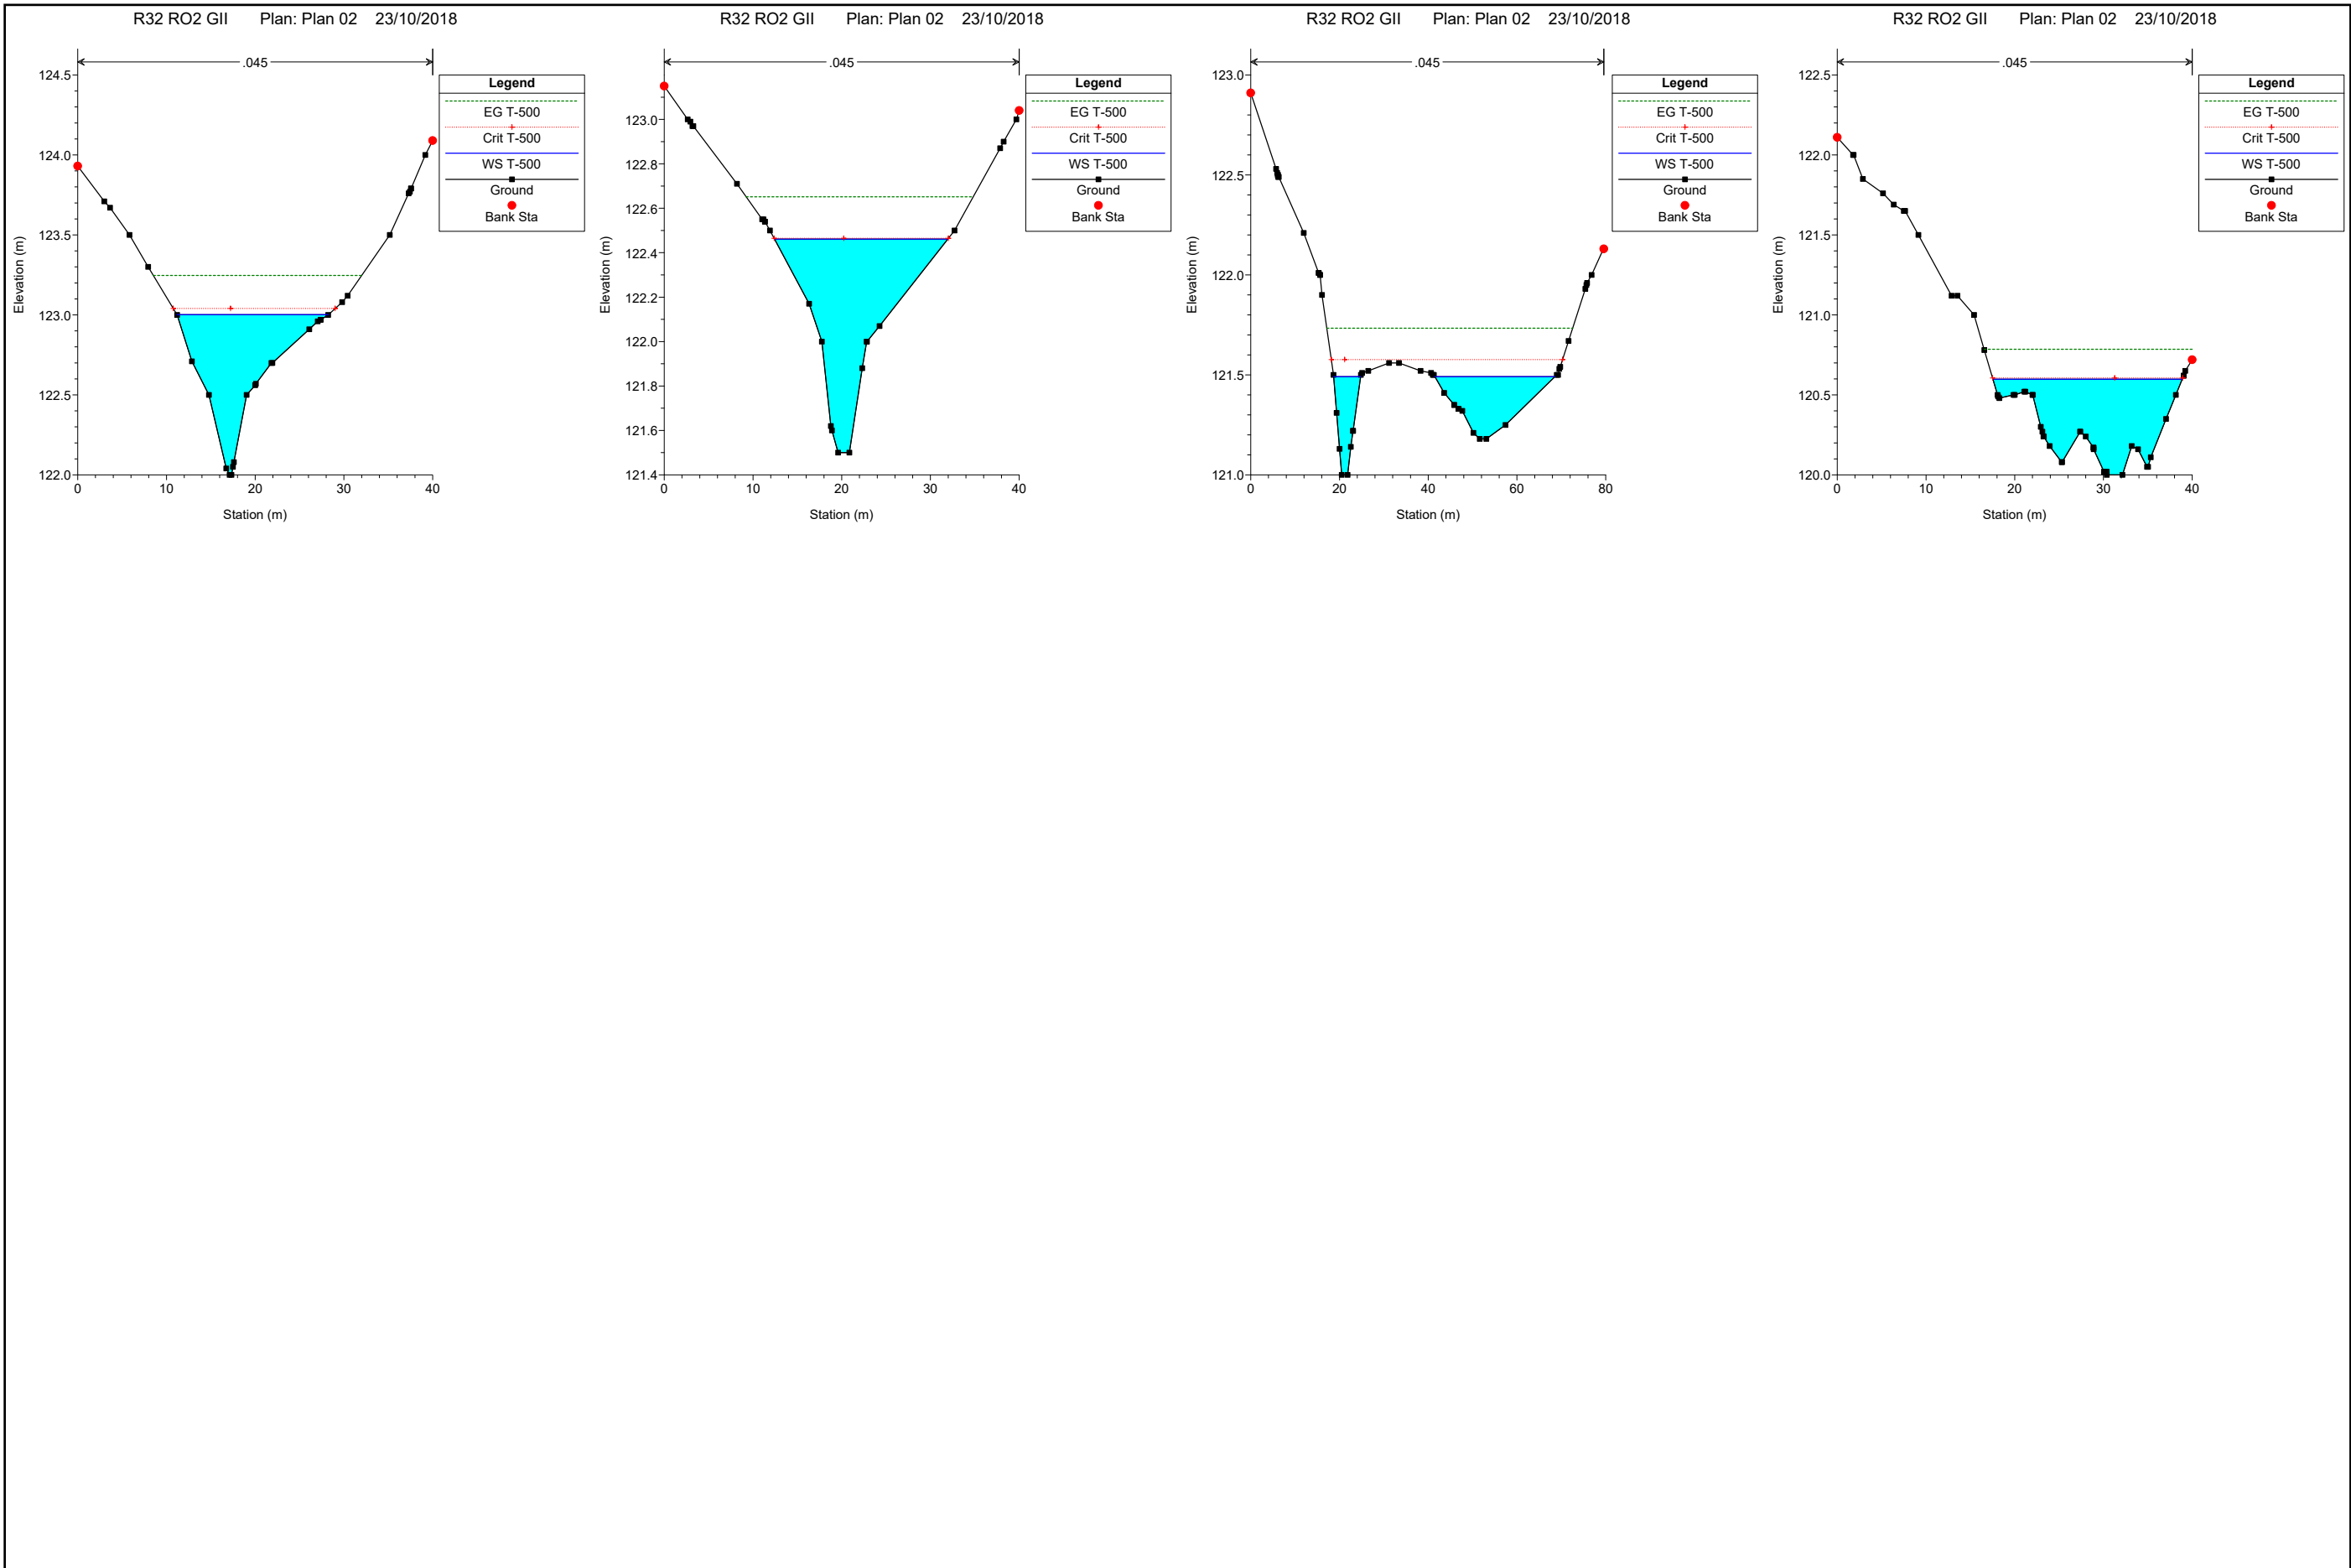 R32 RO2 GII Plan: Plan 02 23/10/2018
.045
124.5
124.0
123.5
123.0
122.5
122.0
Elevation (m)
0 10 20 30 40
Station (m)
Legend
EG T-500
Crit T-500
WS T-500
Ground
Bank Sta
R32 RO2 GII Plan: Plan 02 23/10/2018
.045
123.0
122.8
122.6
122.4
122.2
122.0
121.8
121.6
121.4
Elevation (m)
0 10 20 30 40
Station (m)
Legend
EG T-500
Crit T-500
WS T-500
Ground
Bank Sta
R32 RO2 GII Plan: Plan 02 23/10/2018
.045
123.0
122.5
122.0
121.5
121.0
Elevation (m)
0 20 40 60 80
Station (m)
Legend
EG T-500
Crit T-500
WS T-500
Ground
Bank Sta
R32 RO2 GII Plan: Plan 02 23/10/2018
.045
122.5
122.0
121.5
121.0
120.5
120.0
Elevation (m)
0 10 20 30 40
Station (m)
Legend
EG T-500
Crit T-500
WS T-500
Ground
Bank Sta